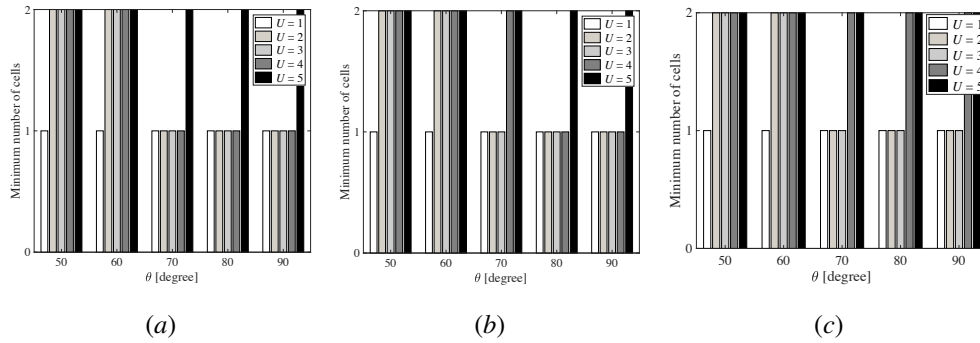 2
1
0
Minimum number of cells
50 60 70 80 90
θ [degree]
U = 1
U = 2
U = 3
U = 4
U = 5
(a)
2
1
0
Minimum number of cells
50 60 70 80 90
θ [degree]
U = 1
U = 2
U = 3
U = 4
U = 5
(b)
2
1
0
Minimum number of cells
50 60 70 80 90
θ [degree]
U = 1
U = 2
U = 3
U = 4
U = 5
(c)